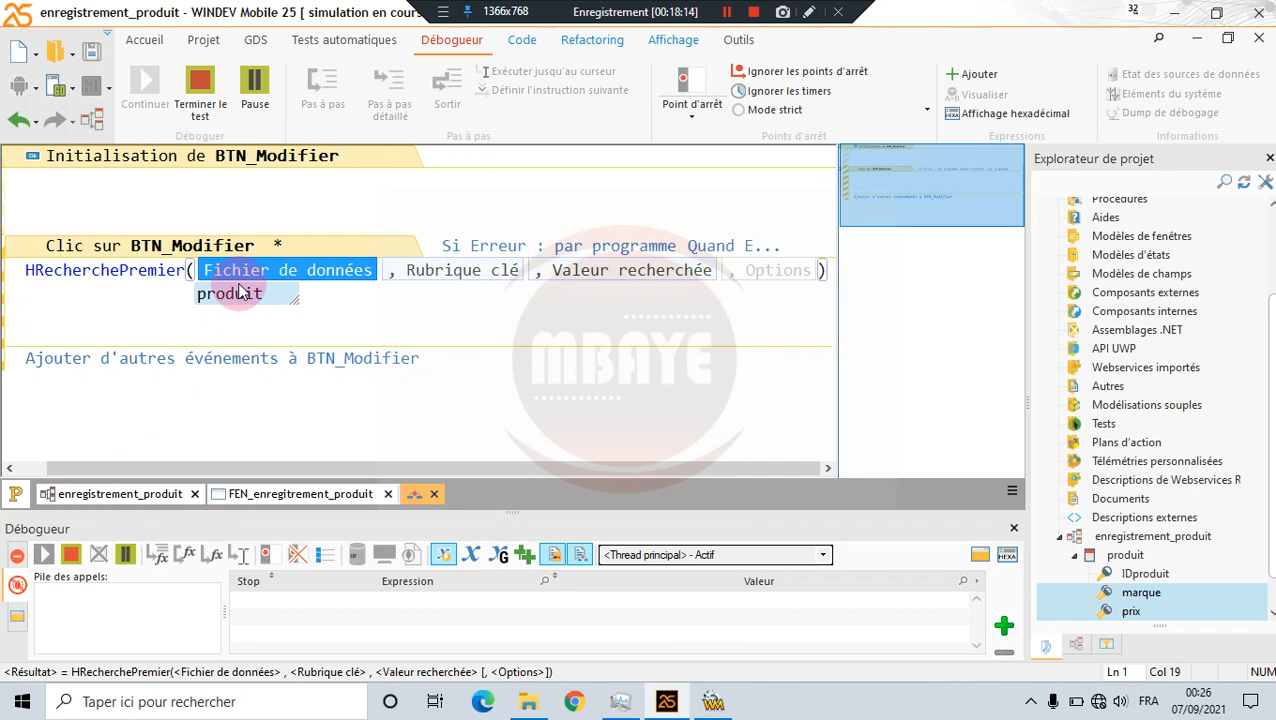 enregistrement_produit - WINDEV Mobile 25 [ simulation en cours
1366x768
Enregistrement (00:18:14)
32
Accueil
Projet
GDS
Tests automatiques
Débogueur
Code
Refactoring
Affichage
Outils
Continuer
Terminer le test
Pause
Pas à pas
Pas à pas détaillé
Sortir
Exécuter jusqu'au curseur
Définir l'instruction suivante
Point d'arrêt
Ignorer les points d'arrêt
Ignorer les timers
Mode strict
Ajouter
Visualiser
Affichage hexadécimal
Etat des sources de données
Eléments du système
Dump de débogage
Déboguer
Pas à pas
Points d'arrêt
Expressions
Informations
Initialisation de BTN_Modifier
Clic sur BTN_Modifier *
Si Erreur : par programme Quand E...
HRecherchePremier( Fichier de données , Rubrique clé , Valeur recherchée , Options )
produit
Ajouter d'autres événements à BTN_Modifier
MBAYE
Explorateur de projet
Procédures
Aides
Modèles de fenêtres
Modèles d'états
Modèles de champs
Composants externes
Composants internes
Assemblages .NET
API UWP
Webservices importés
Autres
Modélisations souples
Tests
Plans d'action
Télémétries personnalisées
Descriptions de Webservices R
Documents
Descriptions externes
enregistrement_produit
produit
IDproduit
marque
prix
enregistrement_produit
FEN_enregitrement_produit
Débogueur
<Thread principal> - Actif
Pile des appels:
Stop
Expression
Valeur
<Résultat> = HRecherchePremier(<Fichier de données> , <Rubrique clé> , <Valeur recherchée> [, <Options>])
Ln 1
Col 19
NUM
Taper ici pour rechercher
FRA
00:26
07/09/2021